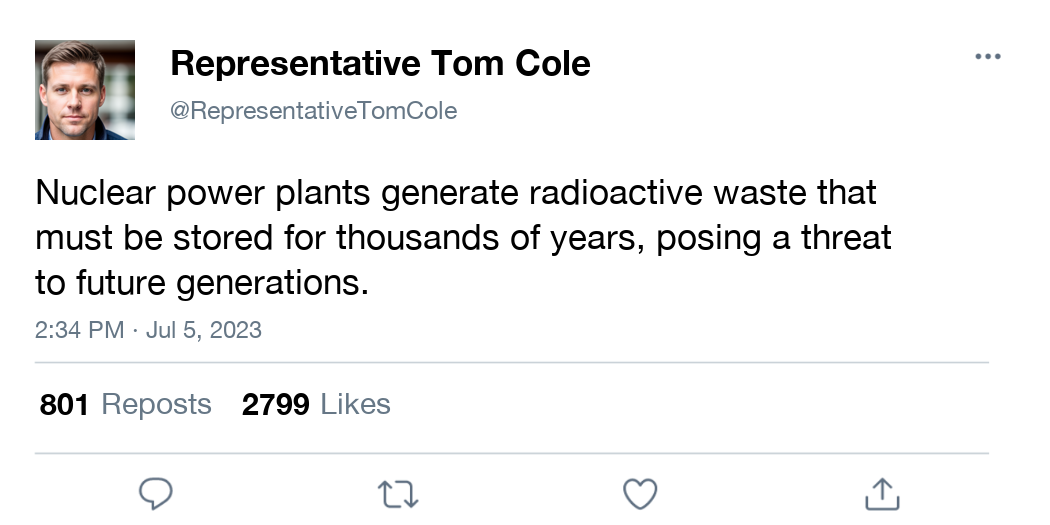 Representative Tom Cole
@RepresentativeTomCole
Nuclear power plants generate radioactive waste that
must be stored for thousands of years, posing a threat
to future generations.
2:34 PM · Jul 5, 2023
801 Reposts 2799 Likes